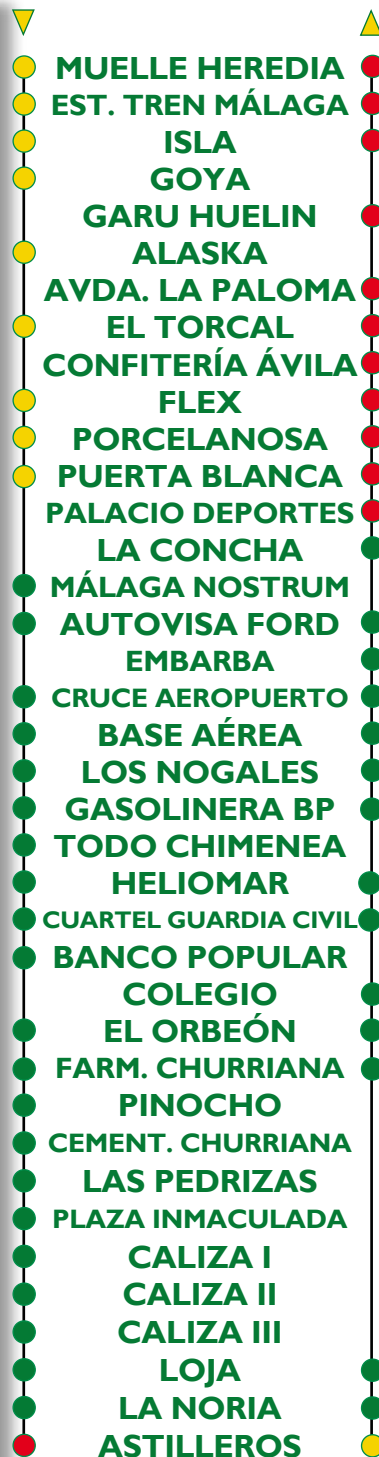 MUELLE HEREDIA
EST. TREN MÁLAGA
ISLA
GOYA
GARU HUELIN
ALASKA
AVDA. LA PALOMA
EL TORCAL
CONFITERÍA ÁVILA
FLEX
PORCELANOSA
PUERTA BLANCA
PALACIO DEPORTES
LA CONCHA
MÁLAGA NOSTRUM
AUTOVISA FORD
EMBARBA
CRUCE AEROPUERTO
BASE AÉREA
LOS NOGALES
GASOLINERA BP
TODO CHIMENEA
HELIOMAR
CUARTEL GUARDIA CIVIL
BANCO POPULAR
COLEGIO
EL ORBEÓN
FARM. CHURRIANA
PINOCHO
CEMENT. CHURRIANA
LAS PEDRIZAS
PLAZA INMACULADA
CALIZA I
CALIZA II
CALIZA III
LOJA
LA NORIA
ASTILLEROS